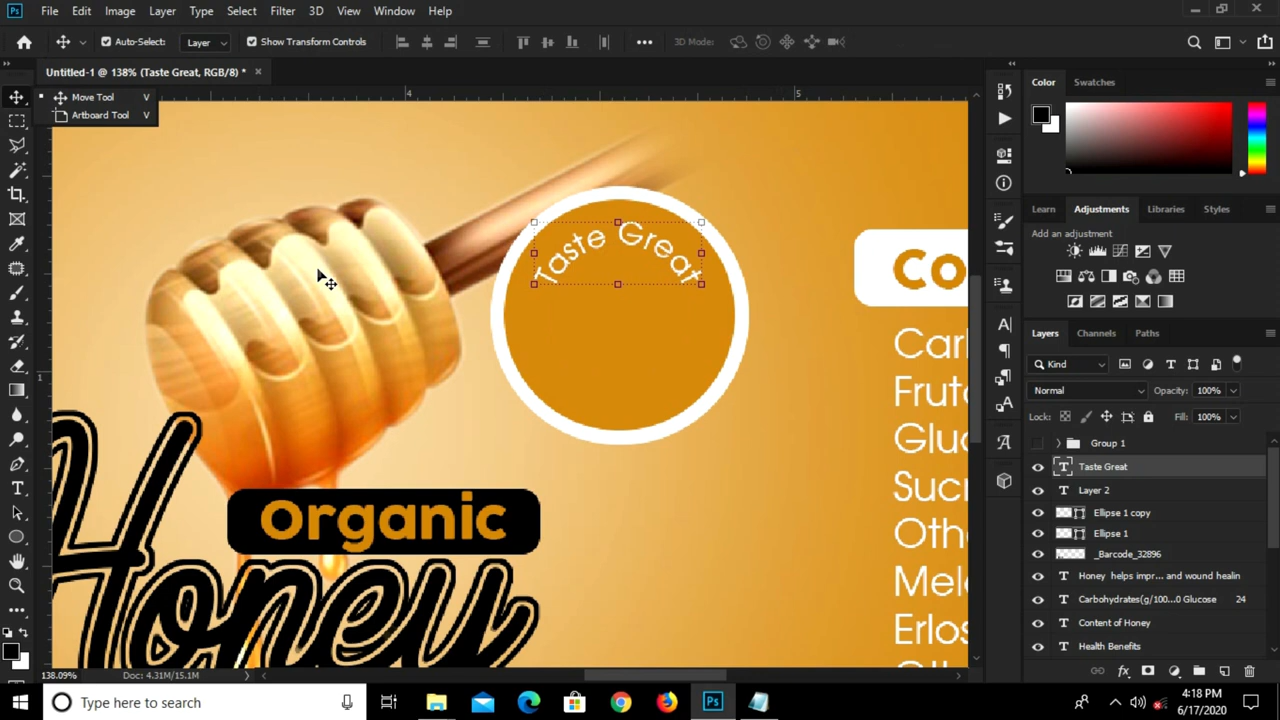 Ps File Edit Image Layer Type Select Filter 3D View Window Help
Auto-Select: Layer Show Transform Controls 3D Mode:
Untitled-1 @ 138% (Taste Great, RGB/8) *
Move Tool V
Artboard Tool V
4 5
1
Taste Great
Co
Carl
Fruto
Gluc
Sucr
Othe
Mele
Erlos
Organic
Honey
Color Swatches
Learn Adjustments Libraries Styles
Add an adjustment
Layers Channels Paths
Kind
Normal Opacity: 100%
Lock: Fill: 100%
Group 1
Taste Great
Layer 2
Ellipse 1 copy
Ellipse 1
_Barcode_32896
Honey helps impr... and wound healin
Carbohydrates(g/100...0 Glucose 24
Content of Honey
Health Benefits
138.09% Doc: 4.31M/15.1M
Type here to search
Ps
4:18 PM
6/17/2020